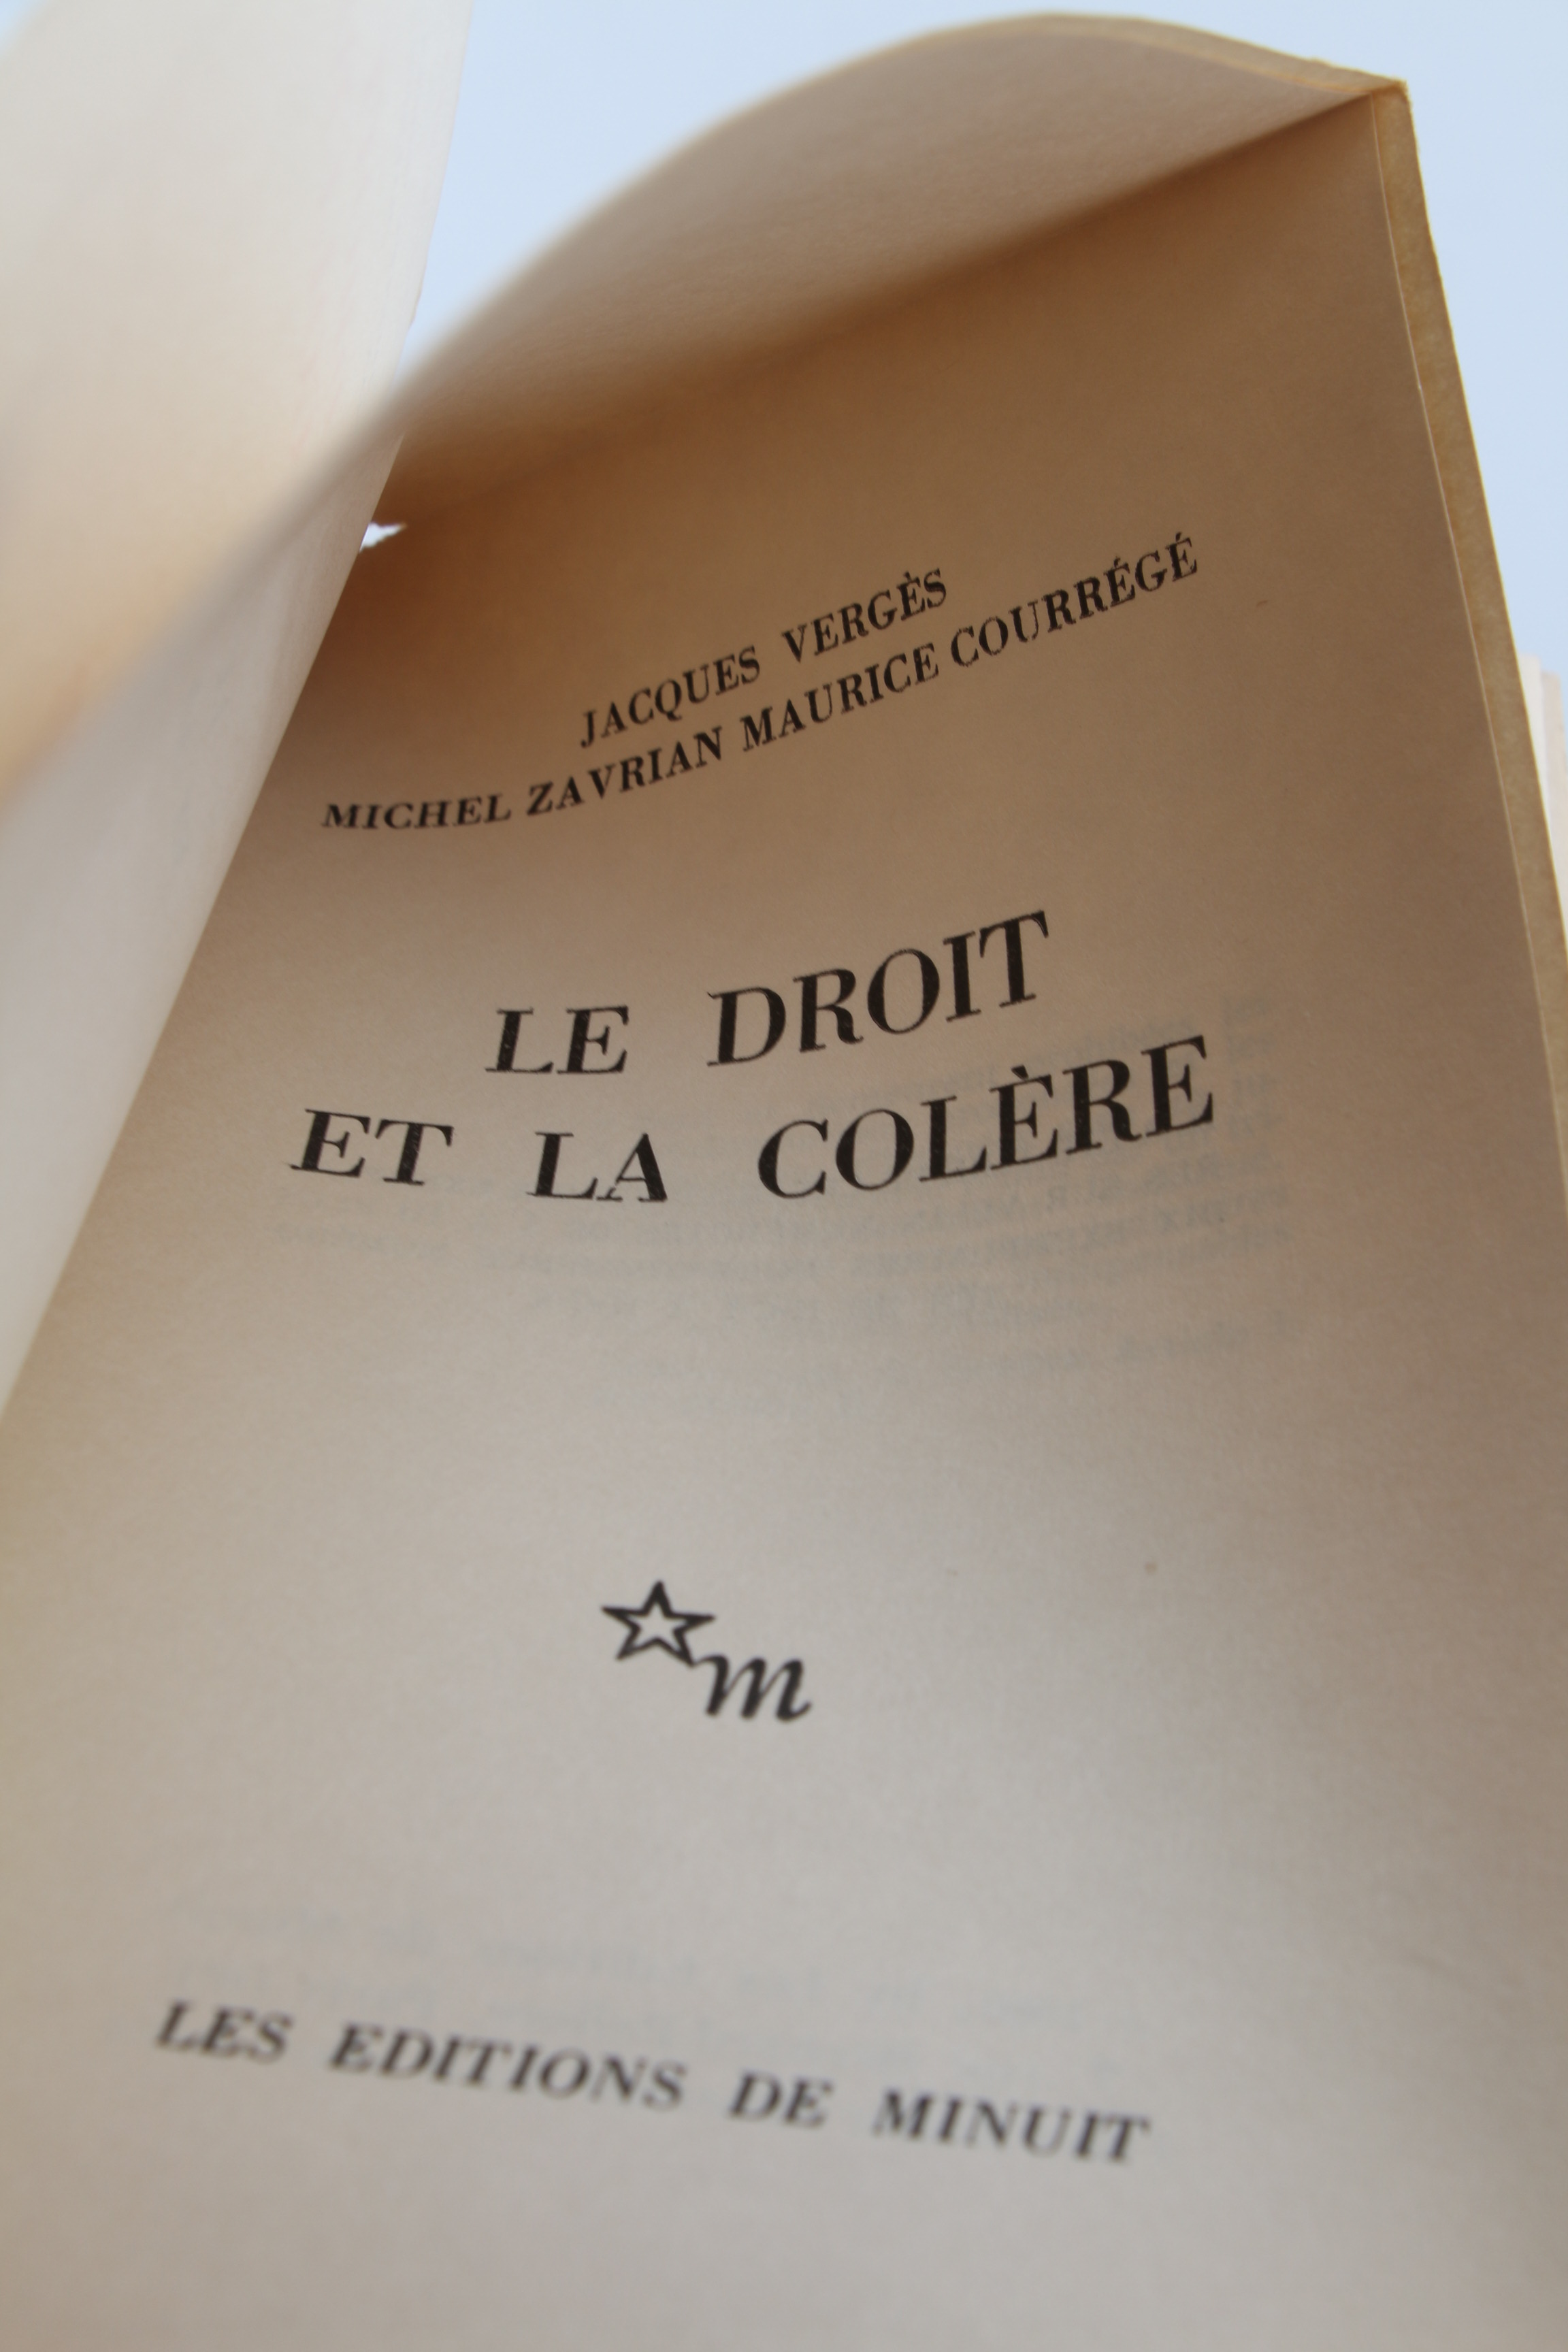 JACQUES VERGÈS
MICHEL ZAVRIAN MAURICE COURRÉGÉ
LE DROIT
ET LA COLÈRE
m
LES EDITIONS DE MINUIT